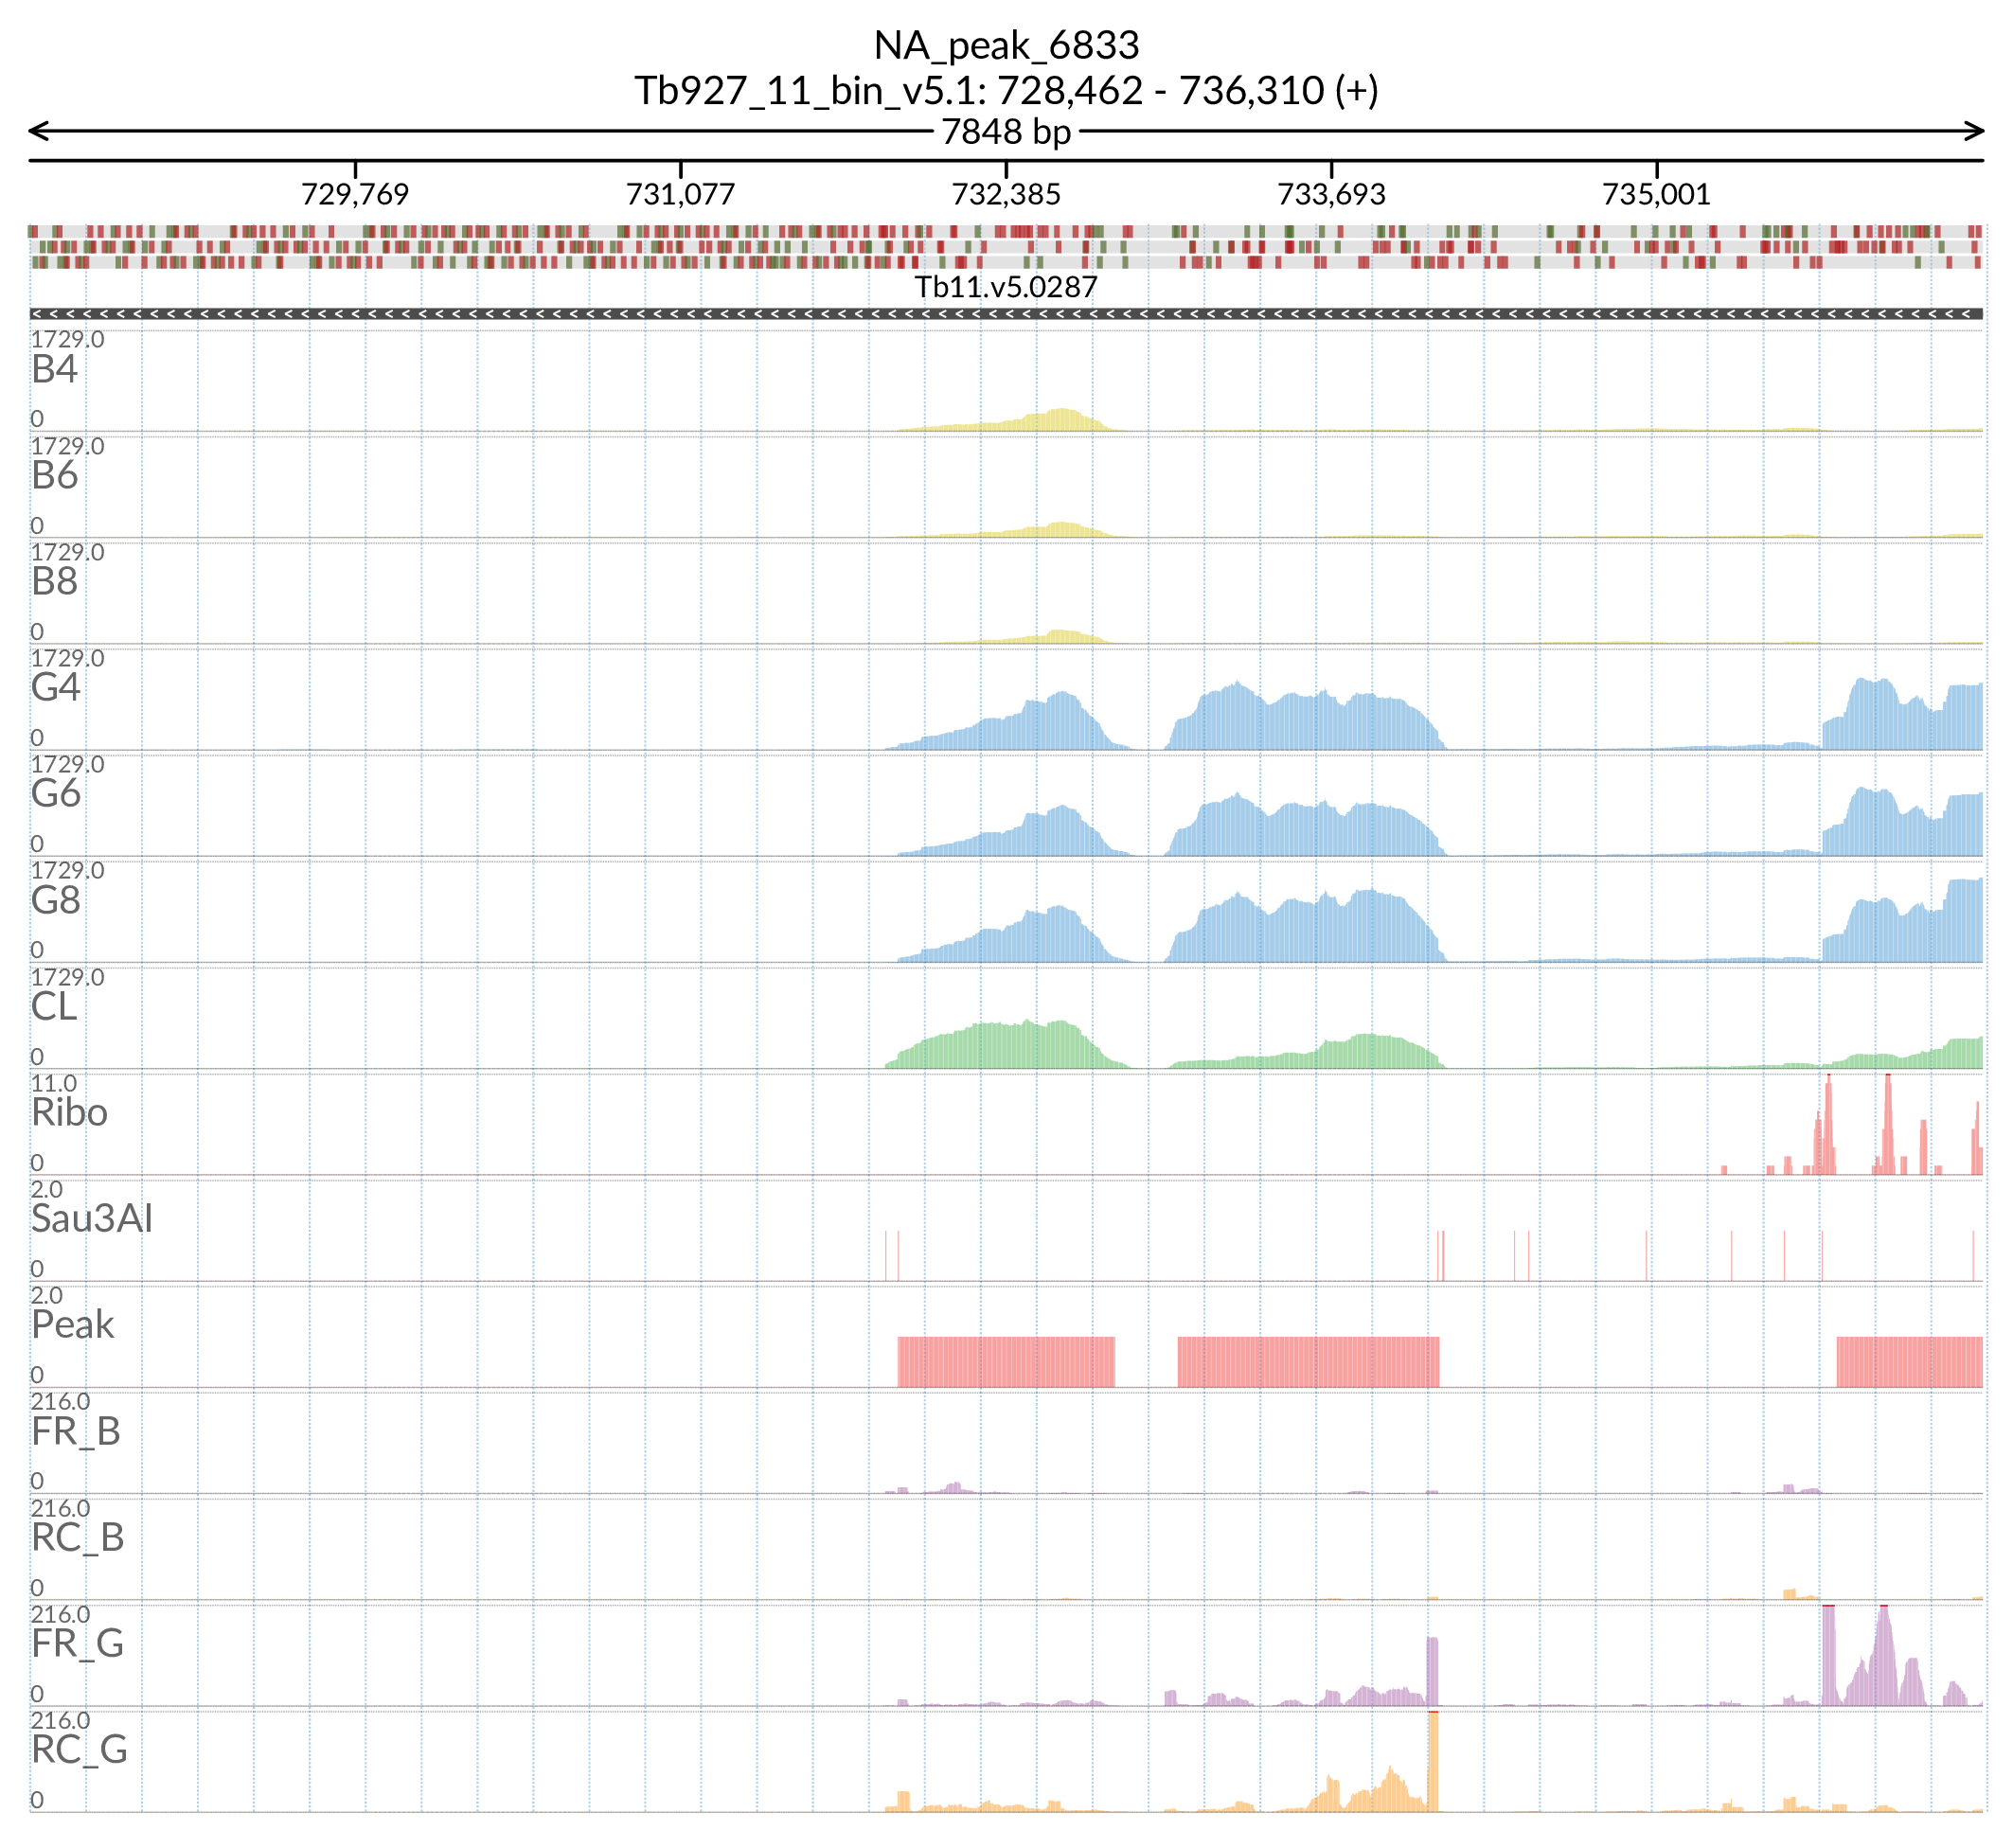 NA_peak_6833
Tb927_11_bin_v5.1: 728,462 - 736,310 (+)
7848 bp
729,769 731,077 732,385 733,693 735,001
Tb11.v5.0287
1729.0
B4
0
1729.0
B6
0
1729.0
B8
0
1729.0
G4
0
1729.0
G6
0
1729.0
G8
0
1729.0
CL
0
11.0
Ribo
0
2.0
Sau3AI
0
2.0
Peak
0
216.0
FR_B
0
216.0
RC_B
0
216.0
FR_G
0
216.0
RC_G
0